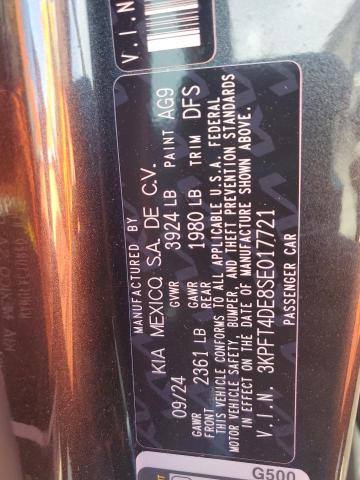 V.I.N
MANUFACTURED BY
KIA MEXICO, S.A. DE C.V.
09/24 GVWR 3924 LB PAINT AG9
GAWR FRONT 2361 LB GAWR REAR 1980 LB TRIM DFS
THIS VEHICLE CONFORMS TO ALL APPLICABLE U.S.A. FEDERAL
MOTOR VEHICLE SAFETY, BUMPER, AND THEFT PREVENTION STANDARDS
IN EFFECT ON THE DATE OF MANUFACTURE SHOWN ABOVE.
V.I.N. 3KPFT4DE8SE017721
PASSENGER CAR
G500